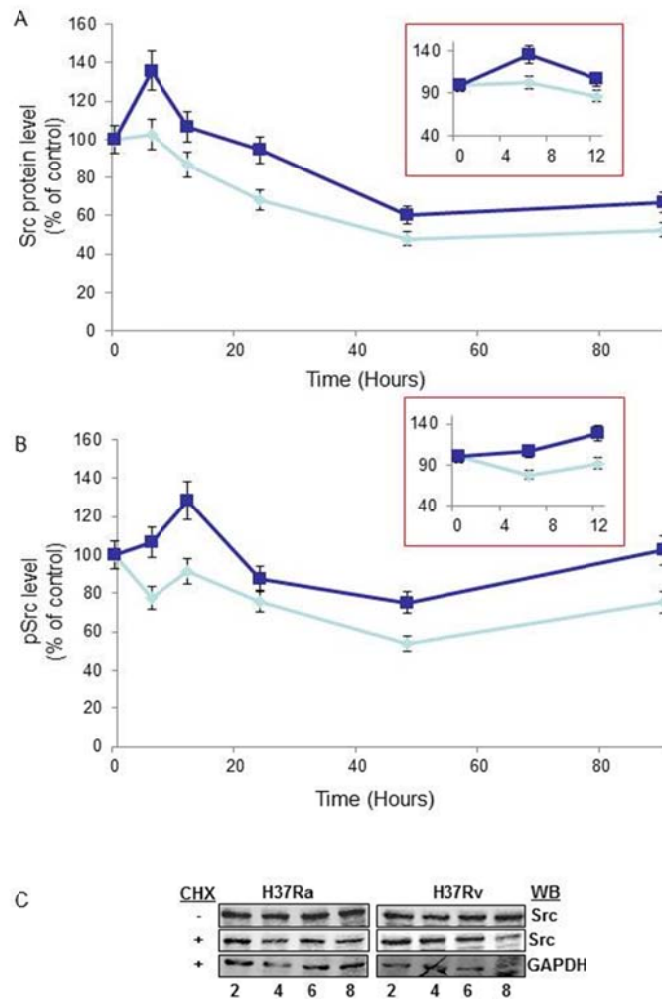 A
Src protein level
(% of control)
160
140
120
100
80
60
40
20
0
0 20 40 60 80
Time (Hours)
140
90
40
0 4 8 12
B
pSrc level
(% of control)
160
140
120
100
80
60
40
20
0
0 20 40 60 80
Time (Hours)
140
90
40
0 4 8 12
C
CHX H37Ra H37Rv WB
- Src
+ Src
+ GAPDH
2 4 6 8 2 4 6 8